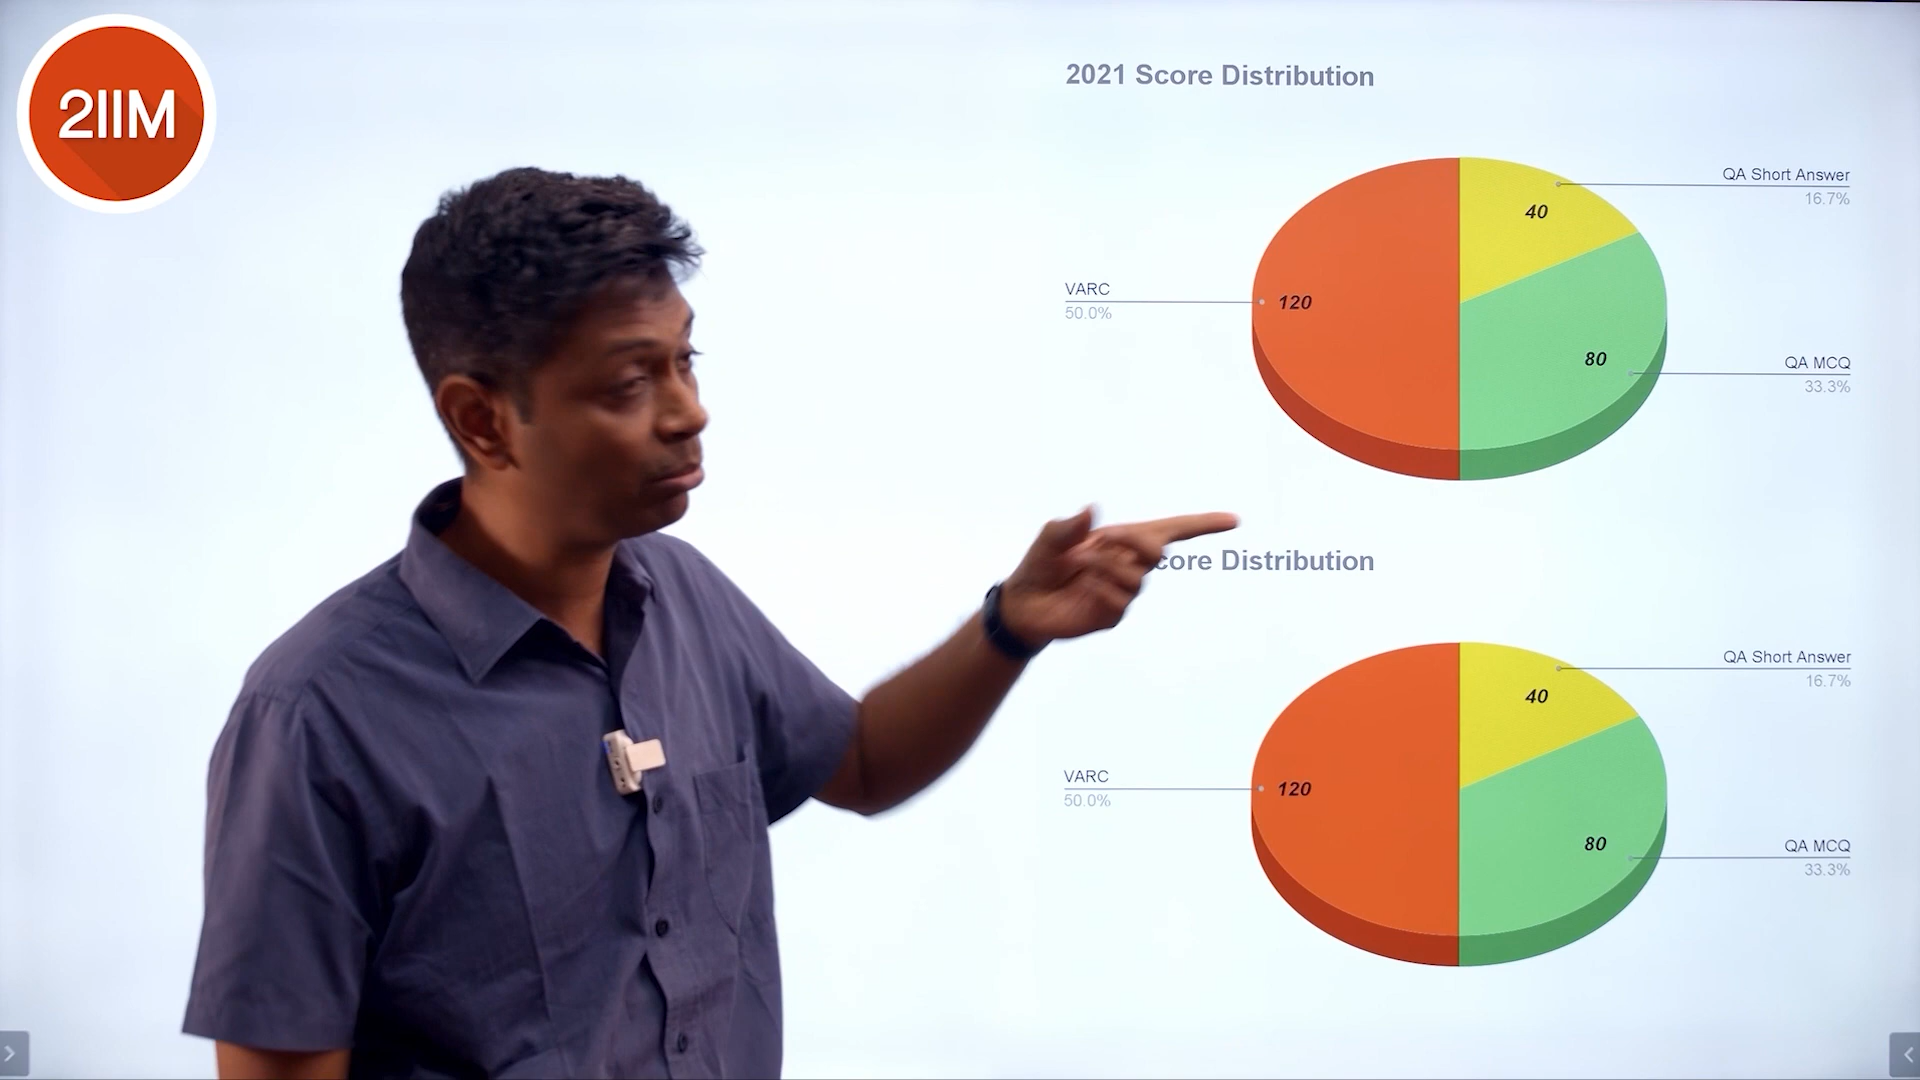 2IIM
2021 Score Distribution
QA Short Answer
16.7%
40
VARC
50.0%
120
80
QA MCQ
33.3%
core Distribution
QA Short Answer
16.7%
40
VARC
50.0%
120
80
QA MCQ
33.3%